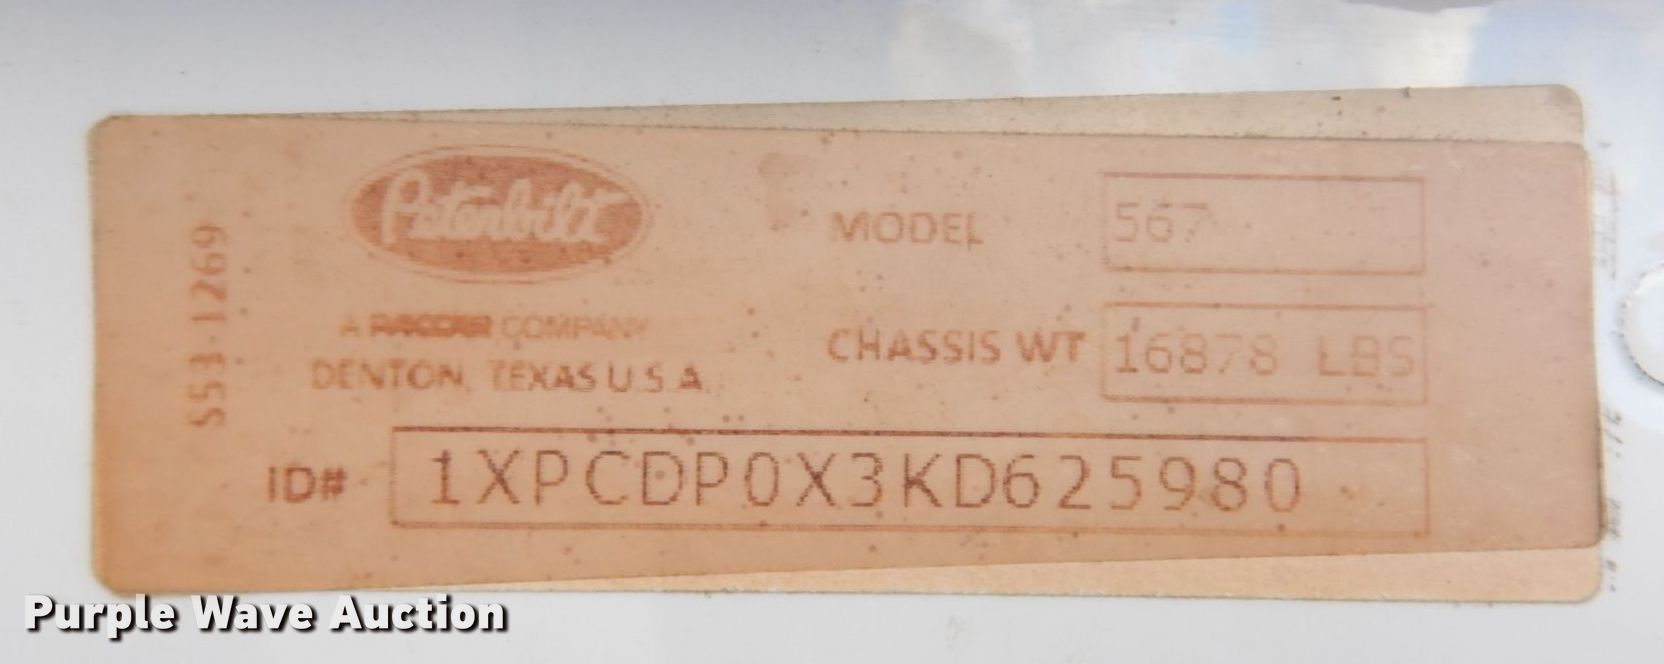 S53-1269
Peterbilt
A PACCAR COMPANY
DENTON, TEXAS U.S.A.
MODEL 567
CHASSIS WT 16878 LBS
ID# 1XPCDP0X3KD625980
Purple Wave Auction